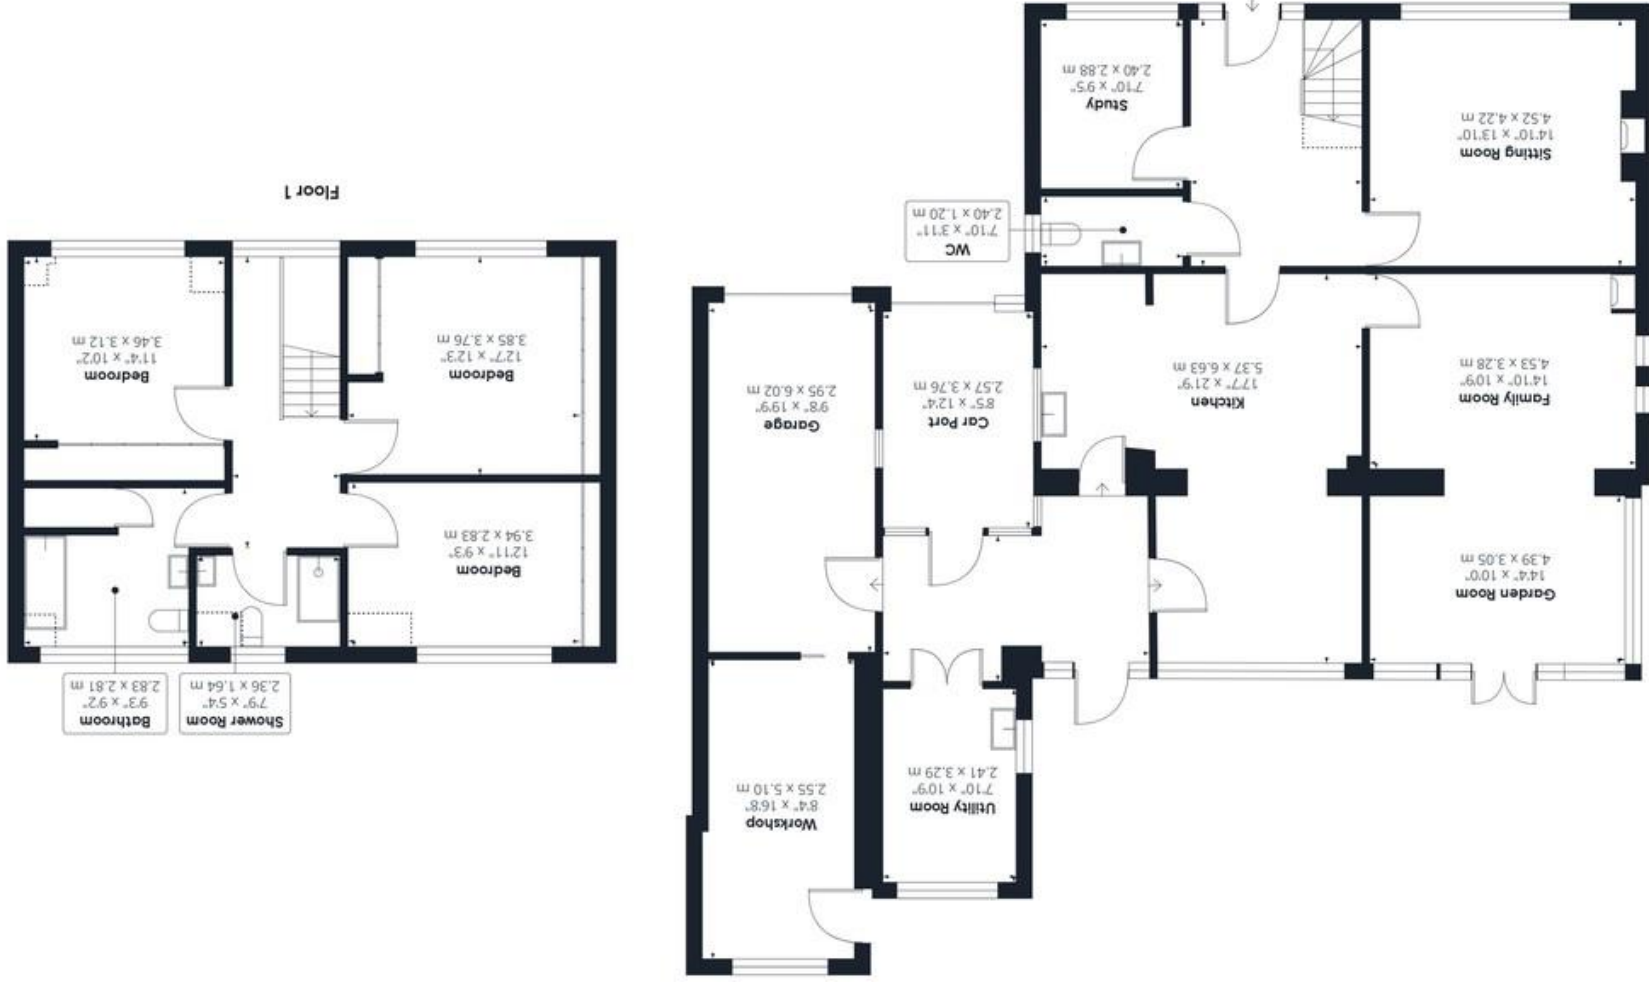 Workshop
8'4" x 16'8"
2.55 x 5.10 m
Utility Room
7'10" x 10'9"
2.41 x 3.29 m
Garden Room
14'4" x 10'0"
4.39 x 3.05 m
Family Room
14'10" x 10'9"
4.53 x 3.28 m
Kitchen
17'7" x 21'9"
5.37 x 6.63 m
Car Port
8'5" x 12'4"
2.57 x 3.76 m
Garage
9'8" x 19'9"
2.95 x 6.02 m
WC
7'10" x 3'11"
2.40 x 1.20 m
Sitting Room
14'10" x 13'10"
4.52 x 4.22 m
Study
7'10" x 9'5"
2.40 x 2.88 m
Shower Room
7'9" x 5'4"
2.36 x 1.64 m
Bathroom
9'3" x 9'2"
2.83 x 2.81 m
Bedroom
12'11" x 9'3"
3.94 x 2.83 m
Bedroom
12'7" x 12'3"
3.85 x 3.76 m
Bedroom
11'4" x 10'2"
3.46 x 3.12 m
Floor 1